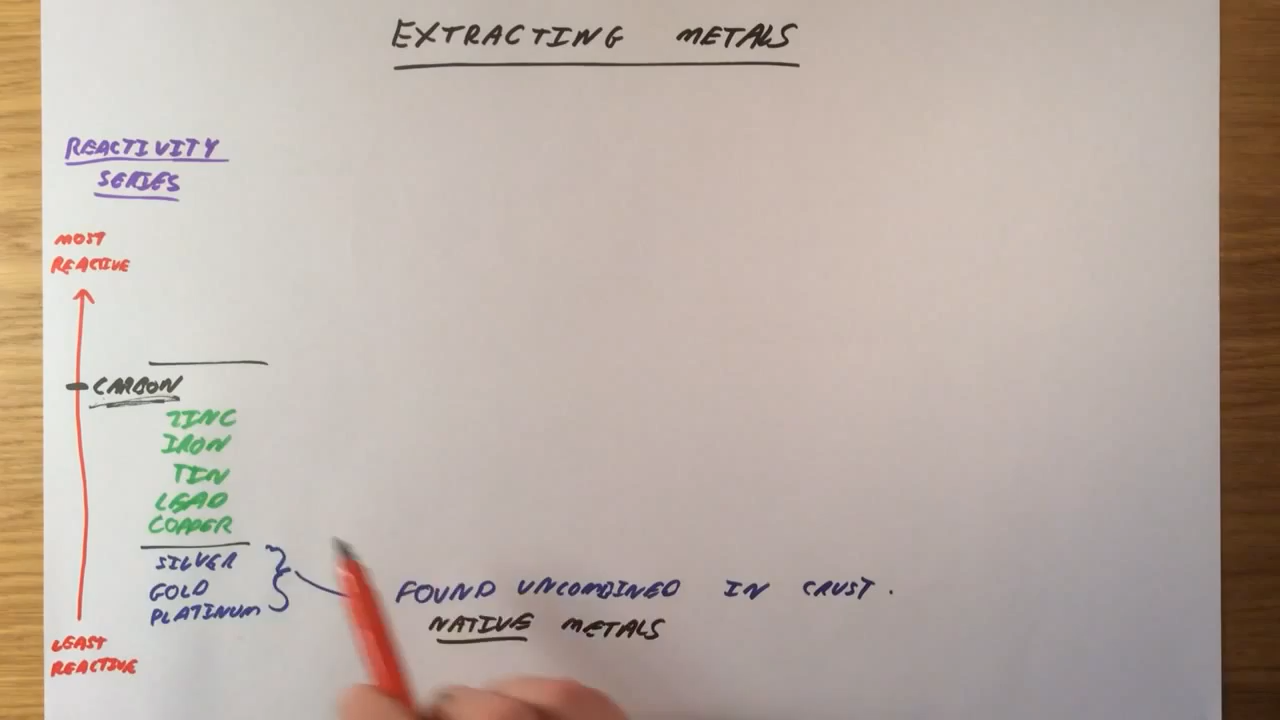 EXTRACTING METALS
REACTIVITY
SERIES
MOST
REACTIVE
CARBON
ZINC
IRON
TIN
LEAD
COPPER
SILVER
GOLD
PLATINUM
FOUND UNCOMBINED IN CRUST.
NATIVE METALS
LEAST
REACTIVE